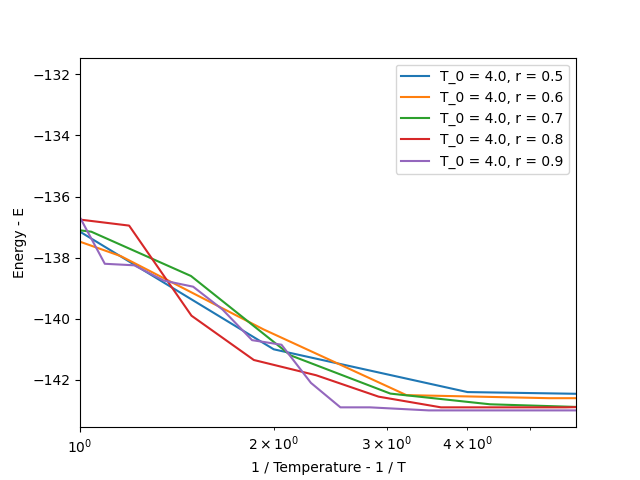 −132
−134
−136
−138
−140
−142
Energy - E
T_0 = 4.0, r = 0.5
T_0 = 4.0, r = 0.6
T_0 = 4.0, r = 0.7
T_0 = 4.0, r = 0.8
T_0 = 4.0, r = 0.9
10⁰ 2 × 10⁰ 3 × 10⁰ 4 × 10⁰
1 / Temperature - 1 / T